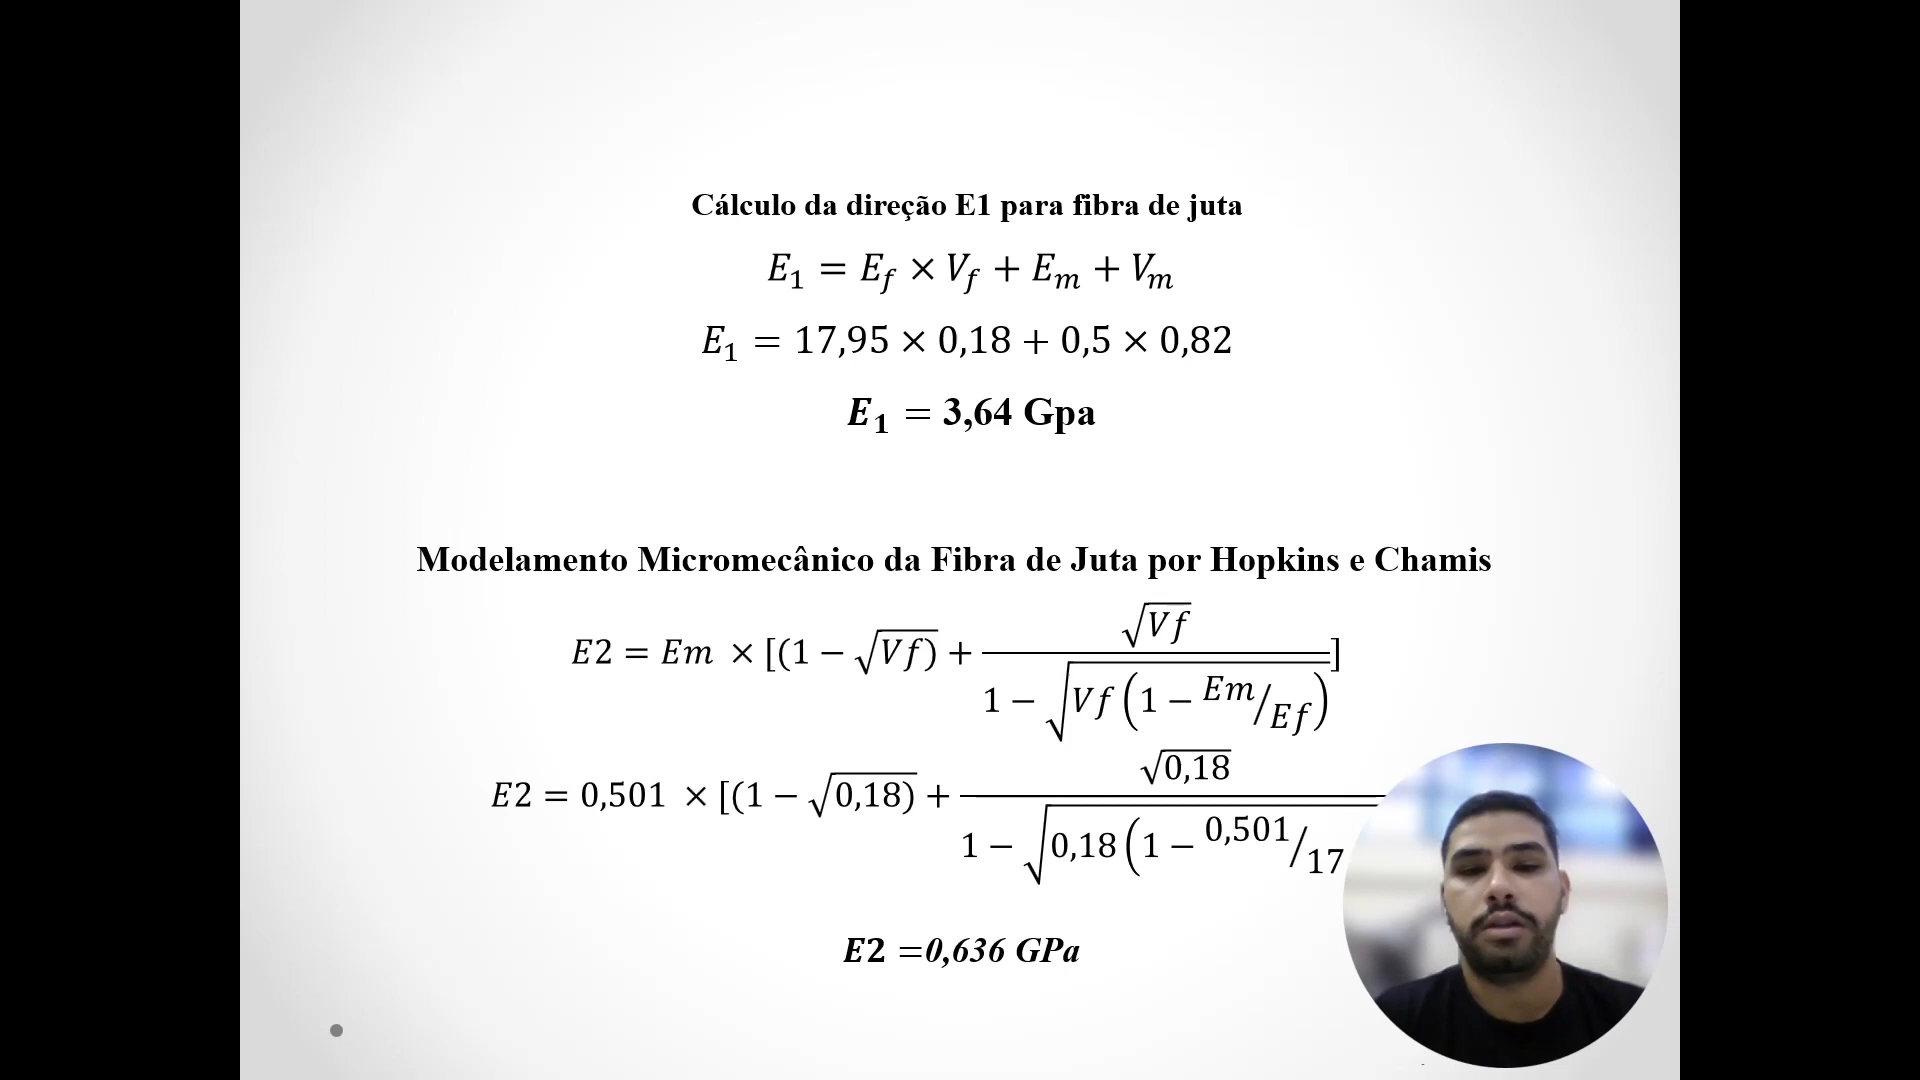 Cálculo da direção E1 para fibra de juta
E₁ = E_f × V_f + E_m + V_m
E₁ = 17,95 × 0,18 + 0,5 × 0,82
E₁ = 3,64 Gpa
Modelamento Micromecânico da Fibra de Juta por Hopkins e Chamis
E2 = Em × [(1 − √Vf) + √Vf / (1 − √(Vf (1 − Em/Ef)))]
E2 = 0,501 × [(1 − √0,18) + √0,18 / (1 − √(0,18 (1 − 0,501/17
E2 =0,636 GPa